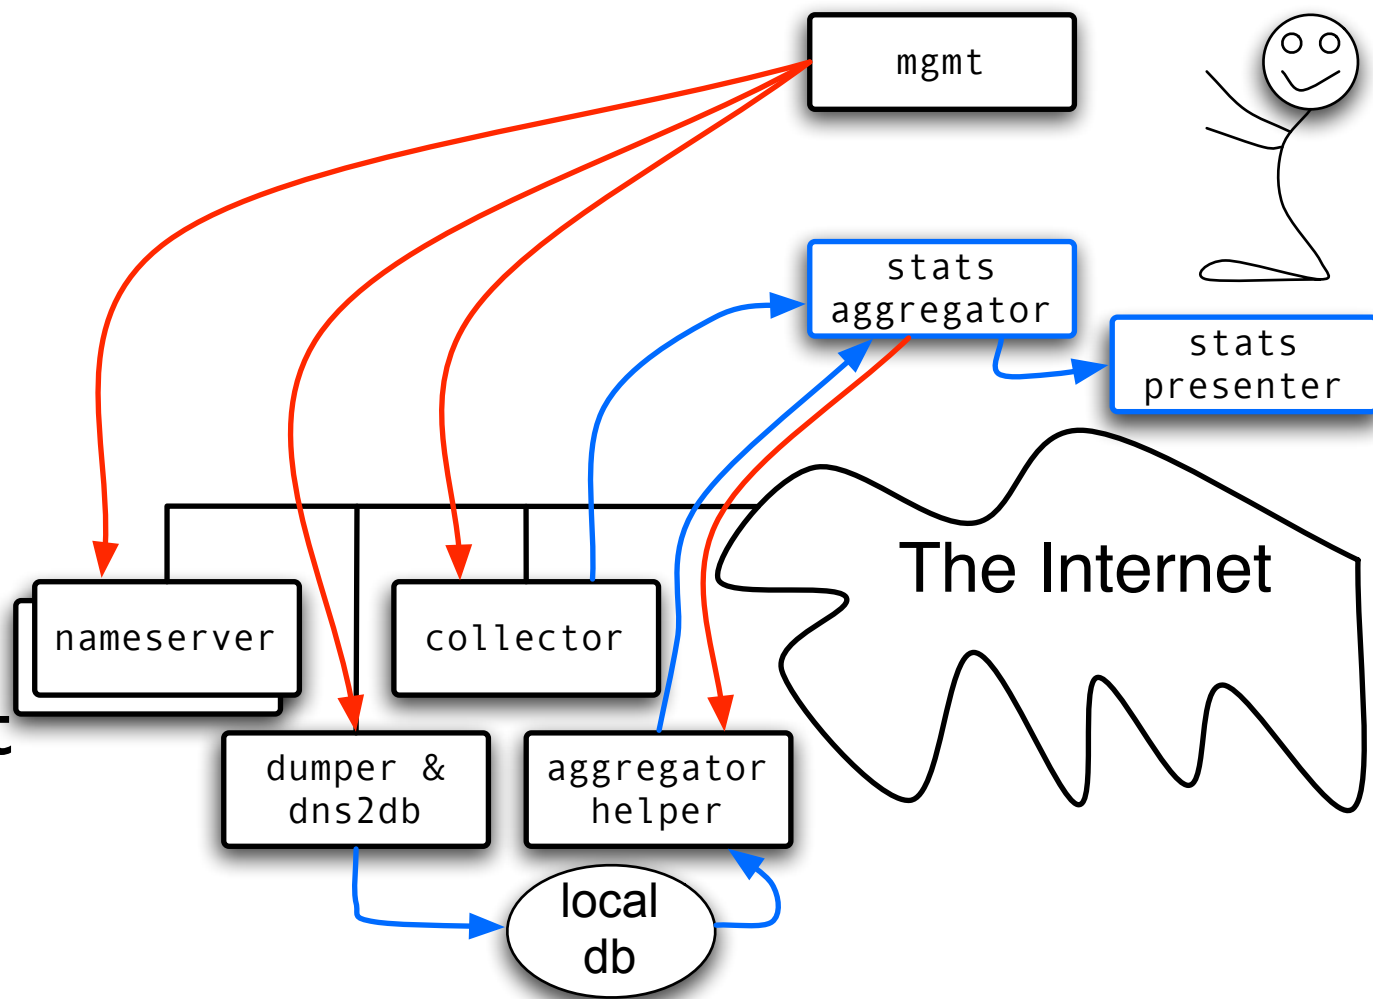 mgmt
stats
aggregator
stats
presenter
The Internet
nameserver
collector
t
dumper &
dns2db
aggregator
helper
local
db